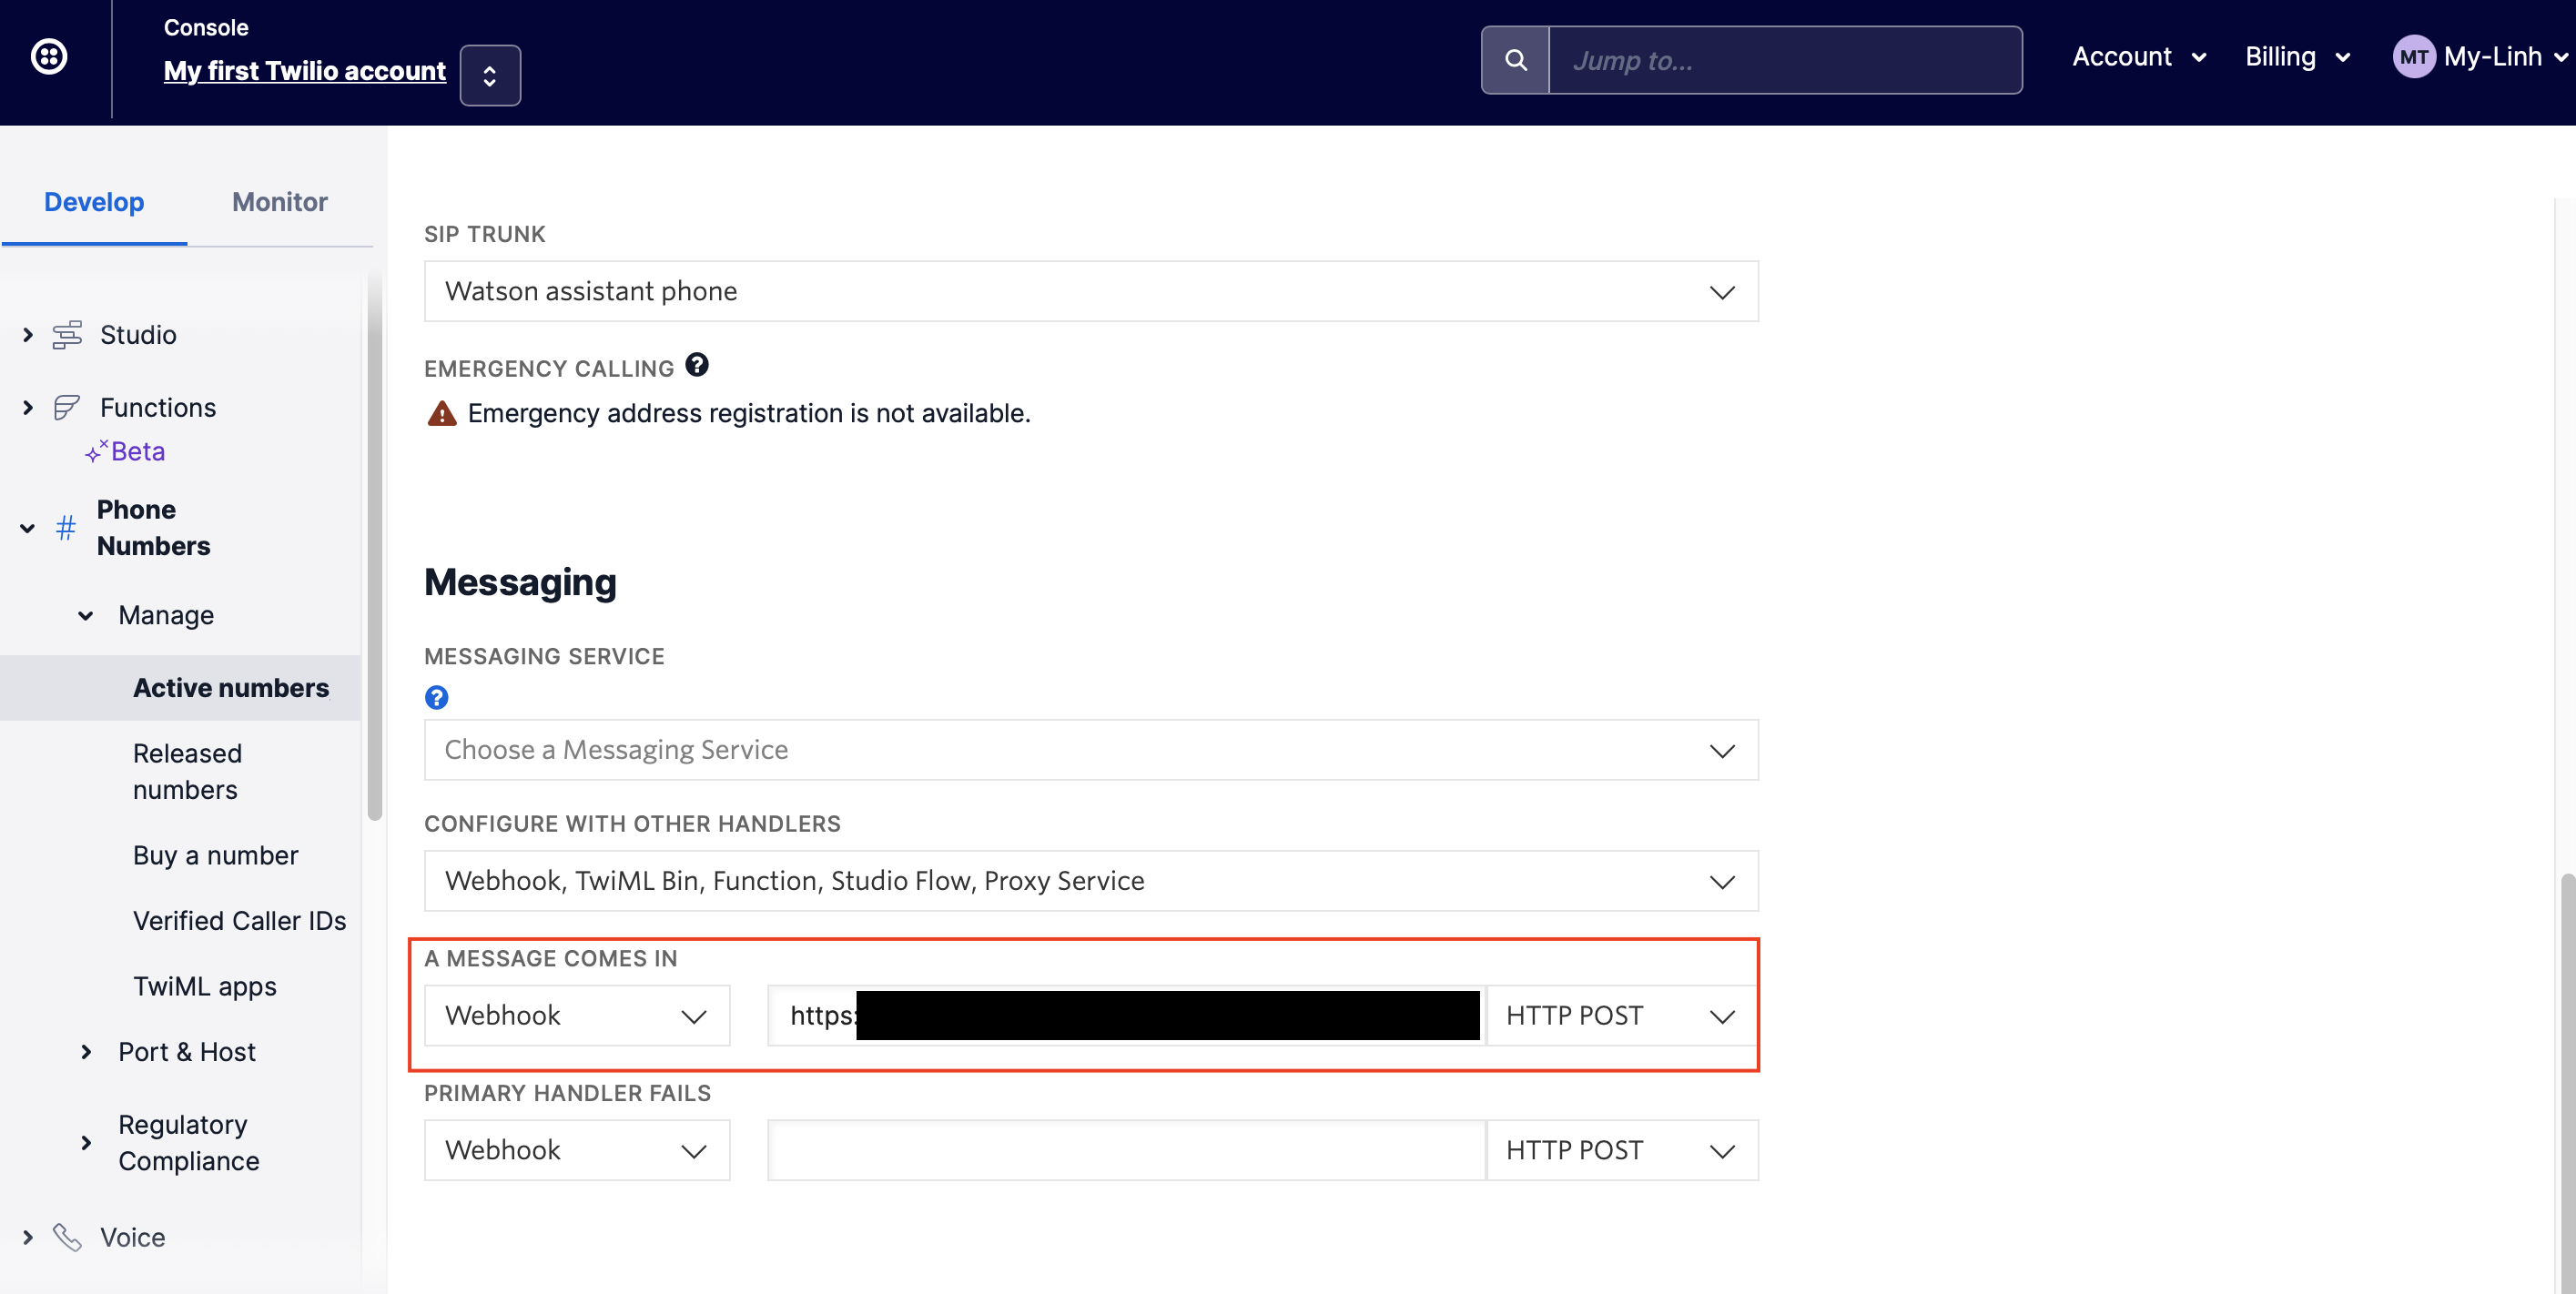 Console
My first Twilio account
Jump to...
Account
Billing
MT
My-Linh
Develop
Monitor
Studio
Functions
Beta
Phone
Numbers
Manage
Active numbers
Released
numbers
Buy a number
Verified Caller IDs
TwiML apps
Port & Host
Regulatory
Compliance
Voice
SIP TRUNK
Watson assistant phone
EMERGENCY CALLING ?
Emergency address registration is not available.
Messaging
MESSAGING SERVICE
?
Choose a Messaging Service
CONFIGURE WITH OTHER HANDLERS
Webhook, TwiML Bin, Function, Studio Flow, Proxy Service
A MESSAGE COMES IN
Webhook
https:
HTTP POST
PRIMARY HANDLER FAILS
Webhook
HTTP POST